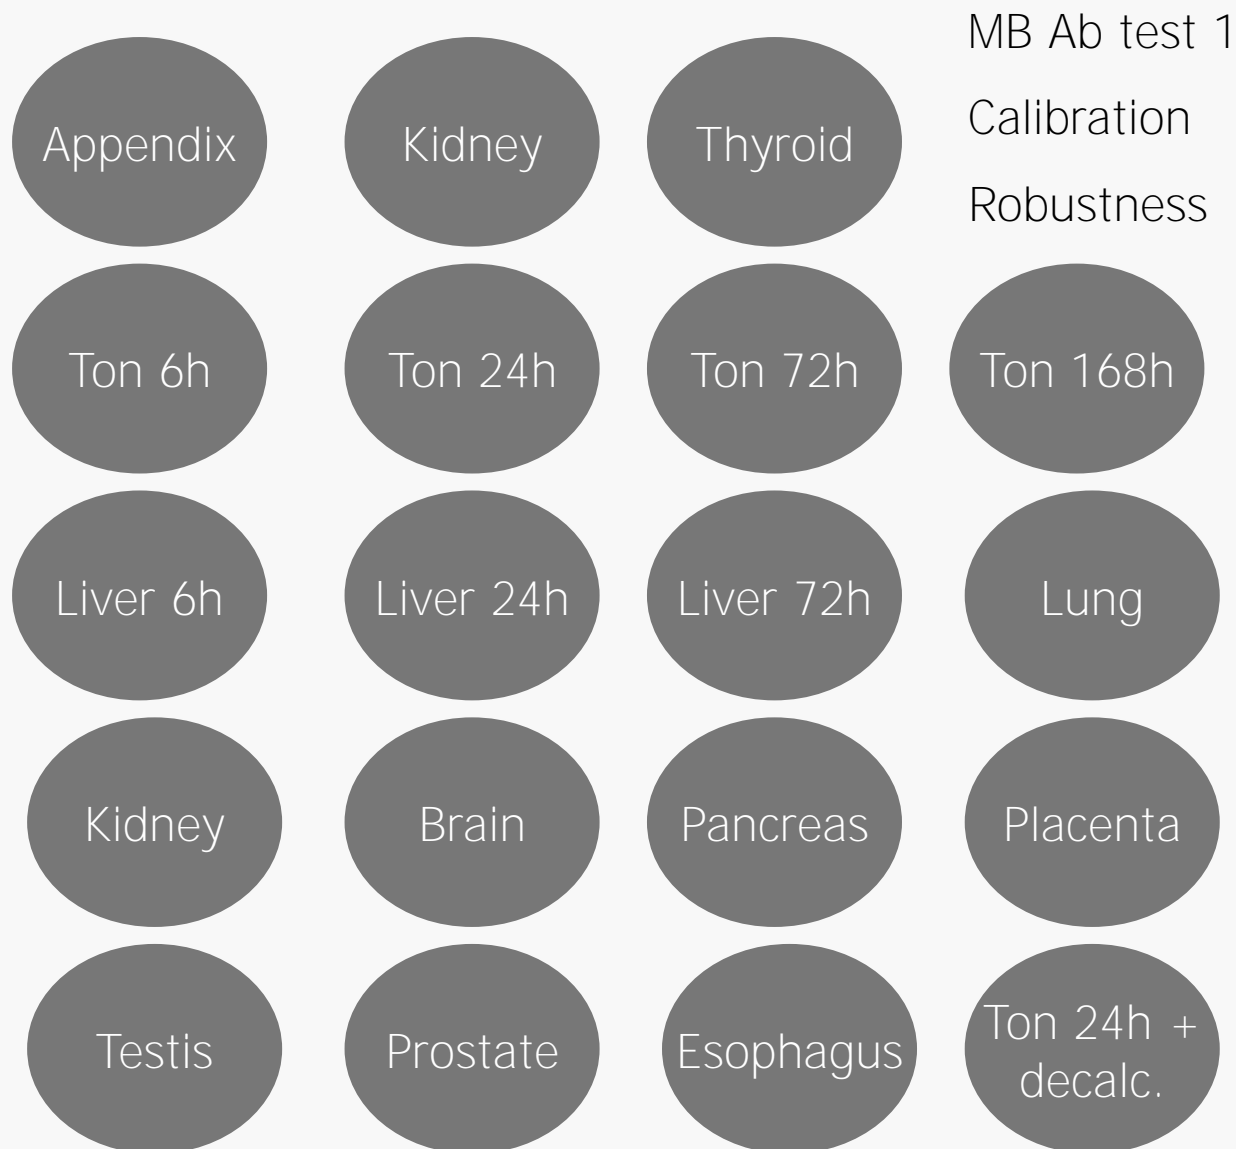 MB Ab test 1
Calibration
Robustness
Appendix
Kidney
Thyroid
Ton 6h
Ton 24h
Ton 72h
Ton 168h
Liver 6h
Liver 24h
Liver 72h
Lung
Kidney
Brain
Pancreas
Placenta
Testis
Prostate
Esophagus
Ton 24h +
decalc.